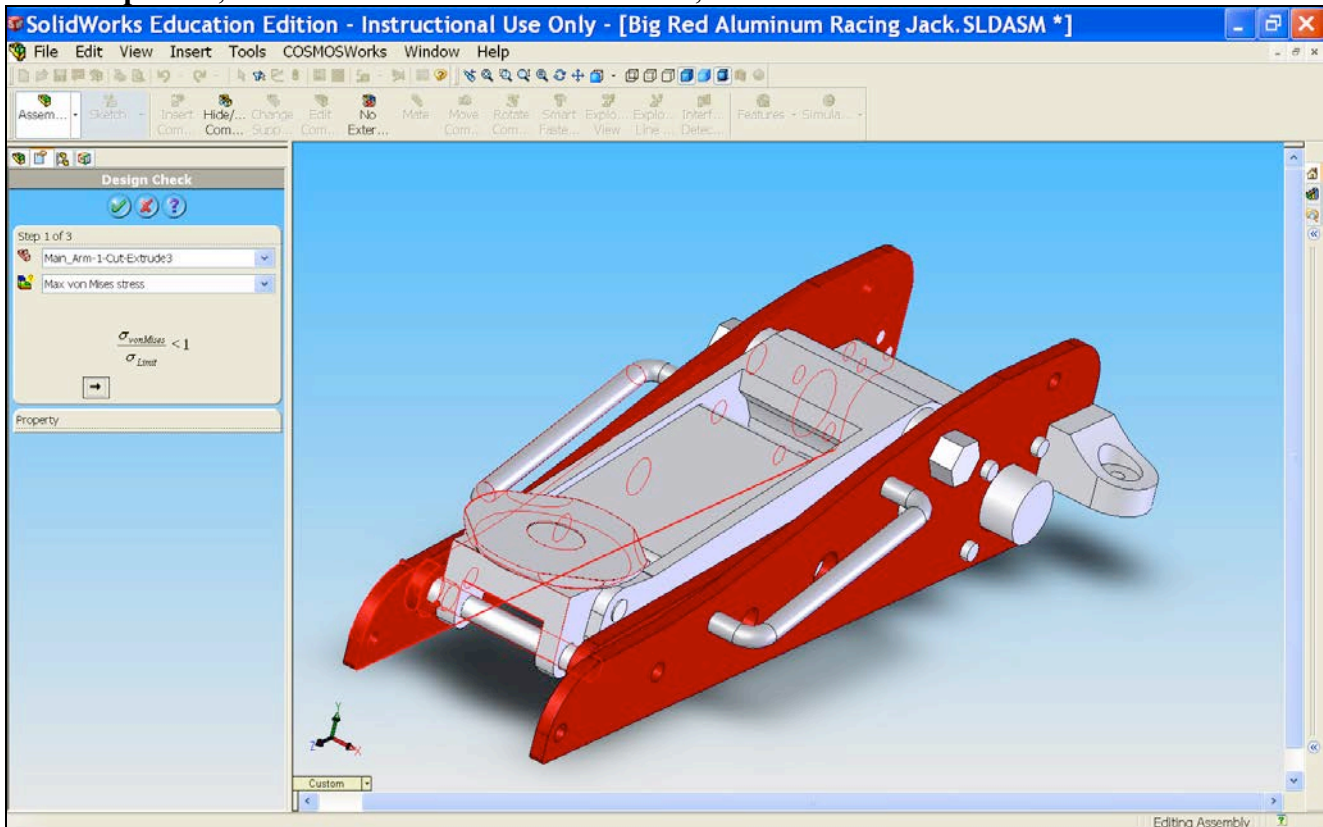 SolidWorks Education Edition - Instructional Use Only - [Big Red Aluminum Racing Jack.SLDASM *]
File Edit View Insert Tools COSMOSWorks Window Help
Assem... Sketch Insert Hide/... Change Edit No Mate Move Rotate Smart Explo... Explo... Interf... Features Simula...
Com... Com... Supp... Com... Exter... Com... Com... Faste... View Line ... Detec...
Design Check
Step 1 of 3
Main_Arm-1-Cut-Extrude3
Max von Mises stress
σ vonMises
< 1
σ Limit
Property
Y
Z X
Custom
Editing Assembly